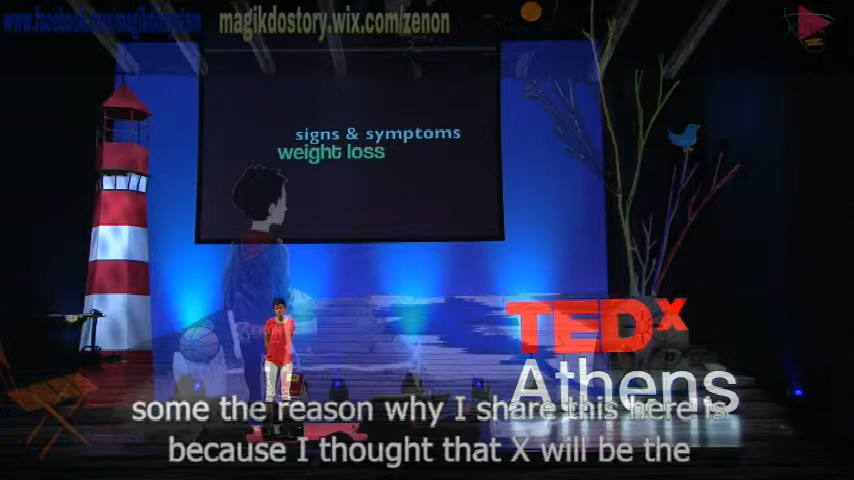 www.facebook.com/magikdosystem
magikdostory.wix.com/zenon
signs & symptoms
weight loss
TEDx
Athens
some the reason why I share this here is
because I thought that X will be the